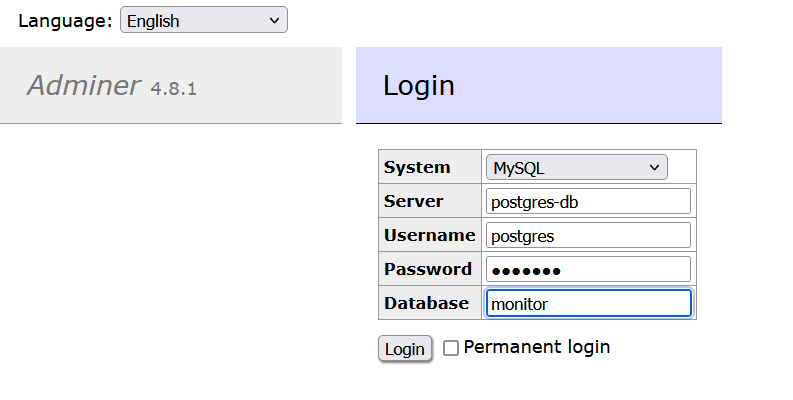 Language: English
Adminer 4.8.1
Login
System MySQL
Server postgres-db
Username postgres
Password ●●●●●●●
Database monitor
Login Permanent login